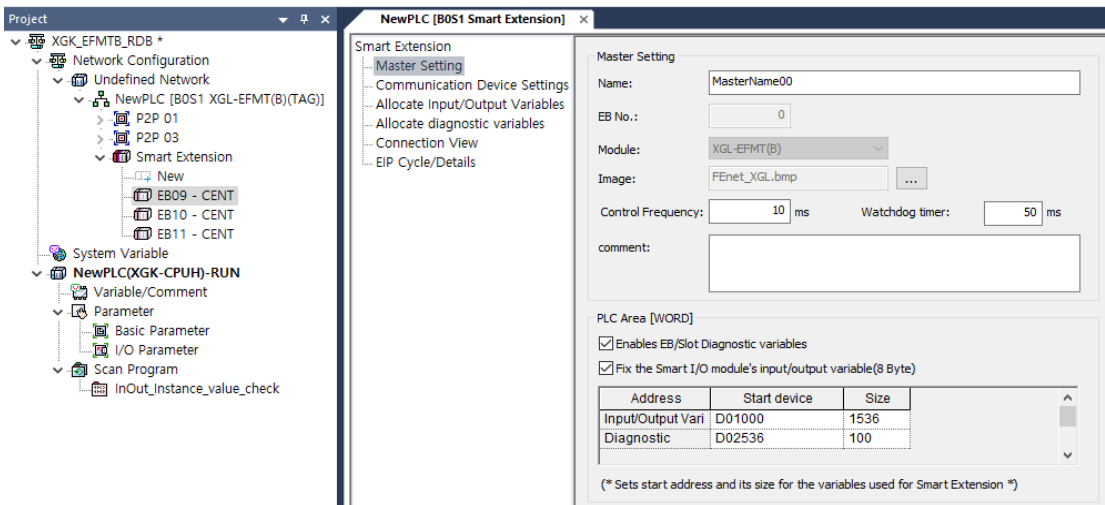 Project
XGK_EFMTB_RDB *
Network Configuration
Undefined Network
NewPLC [B0S1 XGL-EFMT(B)(TAG)]
P2P 01
P2P 03
Smart Extension
New
EB09 - CENT
EB10 - CENT
EB11 - CENT
System Variable
NewPLC(XGK-CPUH)-RUN
Variable/Comment
Parameter
Basic Parameter
I/O Parameter
Scan Program
InOut_Instance_value_check
NewPLC [B0S1 Smart Extension]
Smart Extension
Master Setting
Communication Device Settings
Allocate Input/Output Variables
Allocate diagnostic variables
Connection View
EIP Cycle/Details
Master Setting
Name: MasterName00
EB No.: 0
Module: XGL-EFMT(B)
Image: FEnet_XGL.bmp ...
Control Frequency: 10 ms Watchdog timer: 50 ms
comment:
PLC Area [WORD]
Enables EB/Slot Diagnostic variables
Fix the Smart I/O module's input/output variable(8 Byte)
Address Start device Size
Input/Output Vari D01000 1536
Diagnostic D02536 100
(* Sets start address and its size for the variables used for Smart Extension *)